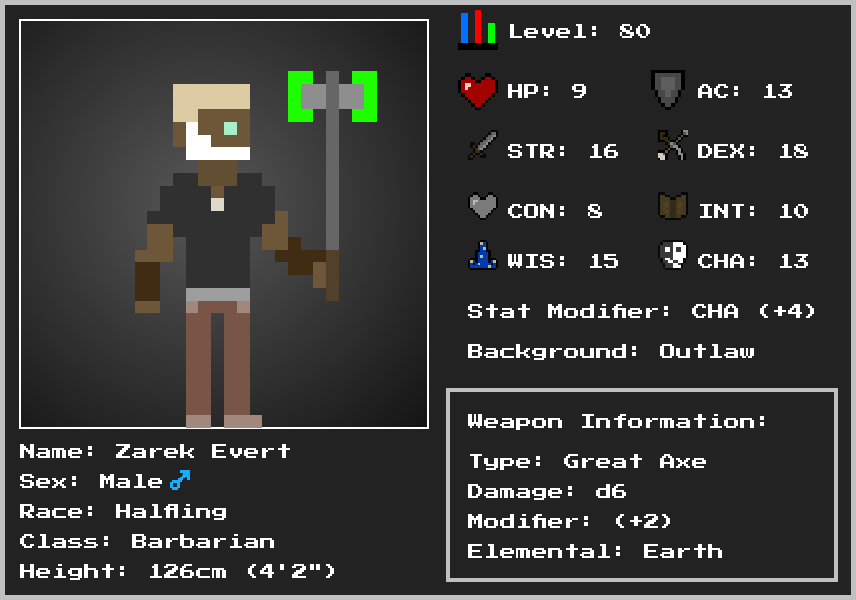 Level: 80
HP: 9 AC: 13
STR: 16 DEX: 18
CON: 8 INT: 10
WIS: 15 CHA: 13
Stat Modifier: CHA (+4)
Background: Outlaw
Weapon Information:
Type: Great Axe
Damage: d6
Modifier: (+2)
Elemental: Earth
Name: Zarek Evert
Sex: Male ♂
Race: Halfling
Class: Barbarian
Height: 126cm (4'2")